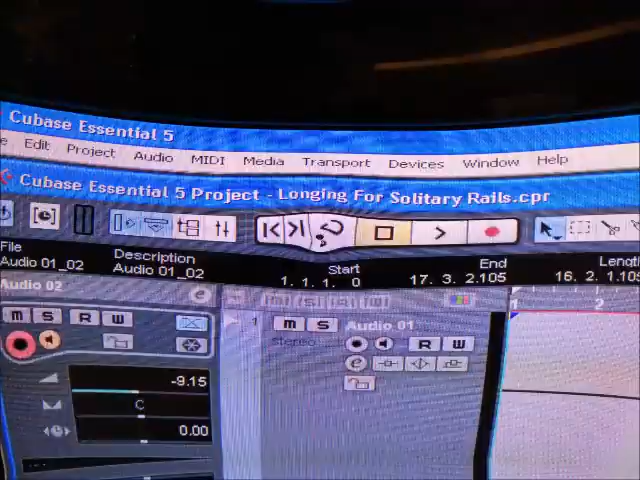 Cubase Essential 5
e Edit Project Audio MIDI Media Transport Devices Window Help
Cubase Essential 5 Project - Longing For Solitary Rails.cpr
File Description Start End Length
Audio 01_02 Audio 01_02 1. 1. 1. 0 17. 3. 2.105 16. 2. 1.105
Audio 02 e
1 2
m S R W
1 m S Audio 01
Stereo R W
e
-9.15
C
0.00